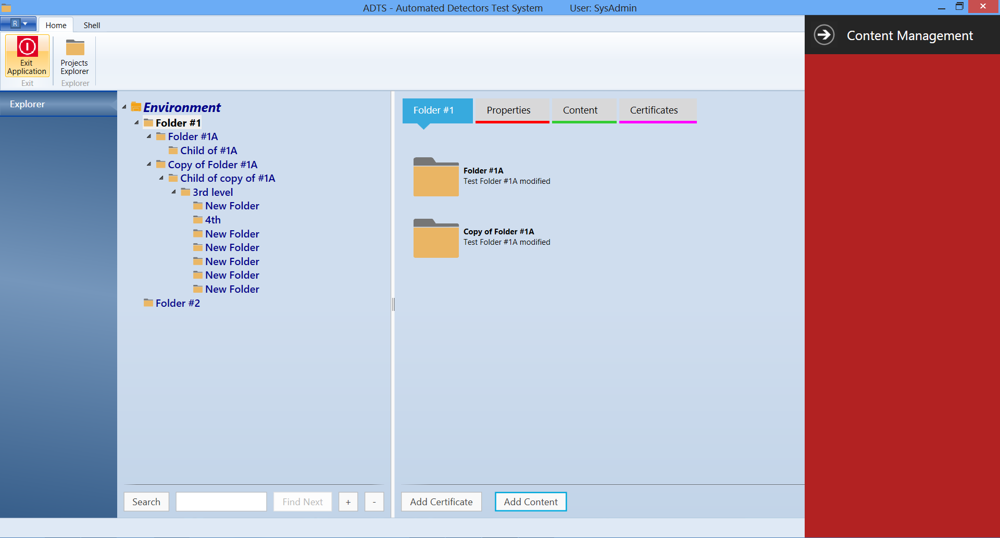 ADTS - Automated Detectors Test System User: SysAdmin
R
Home
Shell
Content Management
Exit
Application
Projects
Explorer
Exit
Explorer
Explorer
Environment
Folder #1
Folder #1A
Child of #1A
Copy of Folder #1A
Child of copy of #1A
3rd level
New Folder
4th
New Folder
New Folder
New Folder
New Folder
New Folder
Folder #2
Folder #1
Properties
Content
Certificates
Folder #1A
Test Folder #1A modified
Copy of Folder #1A
Test Folder #1A modified
Search
Find Next
+
-
Add Certificate
Add Content